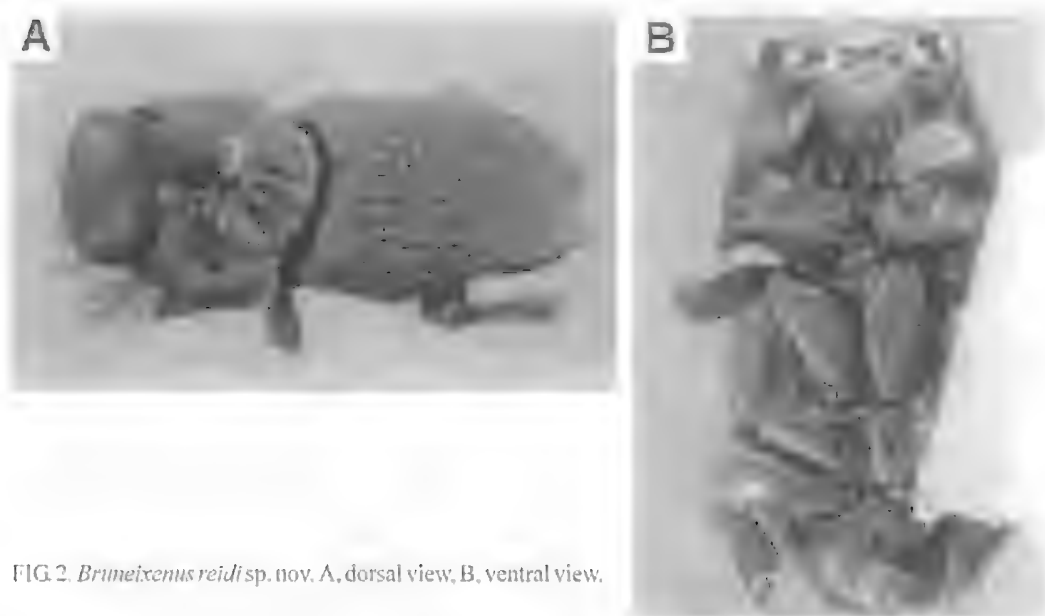 A
B
FIG. 2. Bruneixenus reidi sp. nov. A, dorsal view, B, ventral view.